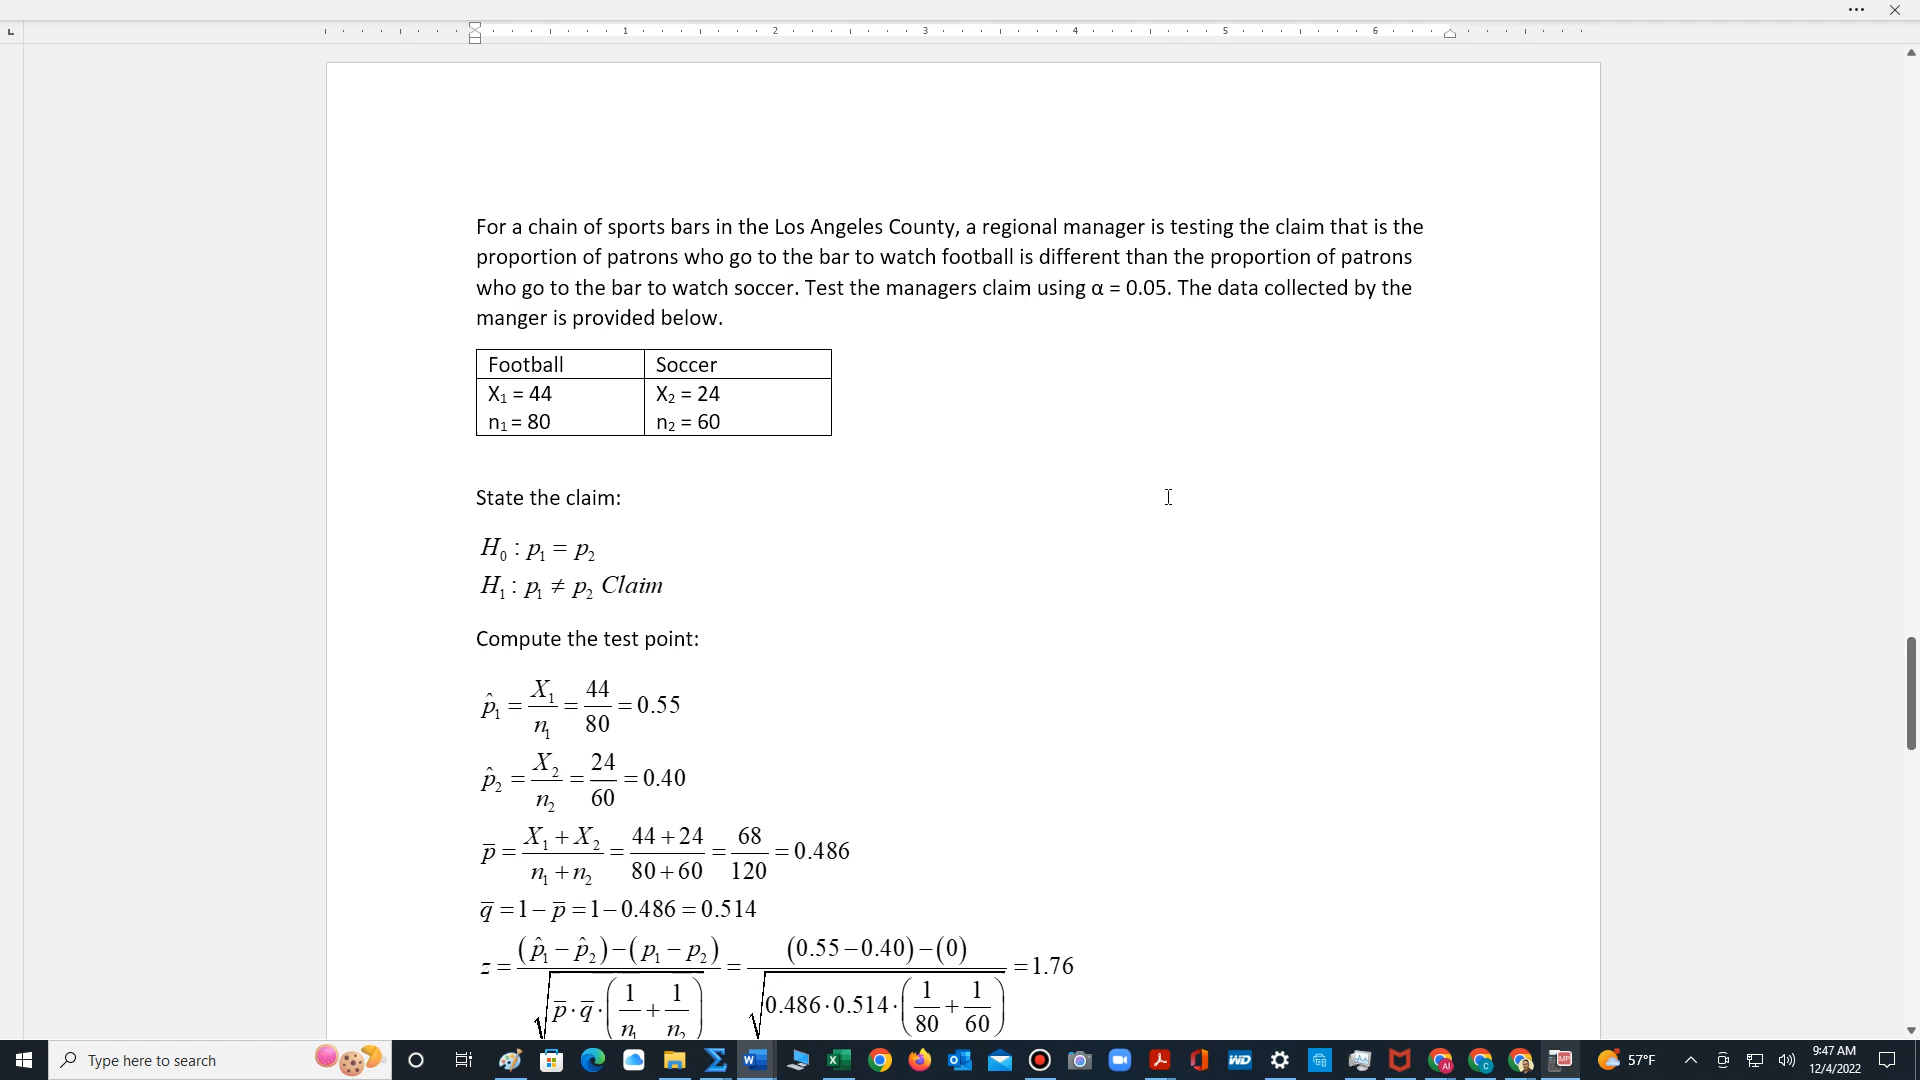 1 2 3 4 5 6
For a chain of sports bars in the Los Angeles County, a regional manager is testing the claim that is the
proportion of patrons who go to the bar to watch football is different than the proportion of patrons
who go to the bar to watch soccer. Test the managers claim using α = 0.05. The data collected by the
manger is provided below.
Football Soccer
X₁ = 44 X₂ = 24
n₁ = 80 n₂ = 60
State the claim:
H₀ : p₁ = p₂
H₁ : p₁ ≠ p₂ Claim
Compute the test point:
p̂₁ = X₁/n₁ = 44/80 = 0.55
p̂₂ = X₂/n₂ = 24/60 = 0.40
p̅ = (X₁ + X₂)/(n₁ + n₂) = (44 + 24)/(80 + 60) = 68/120 = 0.486
q̅ = 1 − p̅ = 1 − 0.486 = 0.514
z = ((p̂₁ − p̂₂) − (p₁ − p₂))/√(p̅ · q̅ · (1/n₁ + 1/n₂)) = ((0.55 − 0.40) − (0))/√(0.486 · 0.514 · (1/80 + 1/60)) = 1.76
Type here to search
57°F
9:47 AM
12/4/2022